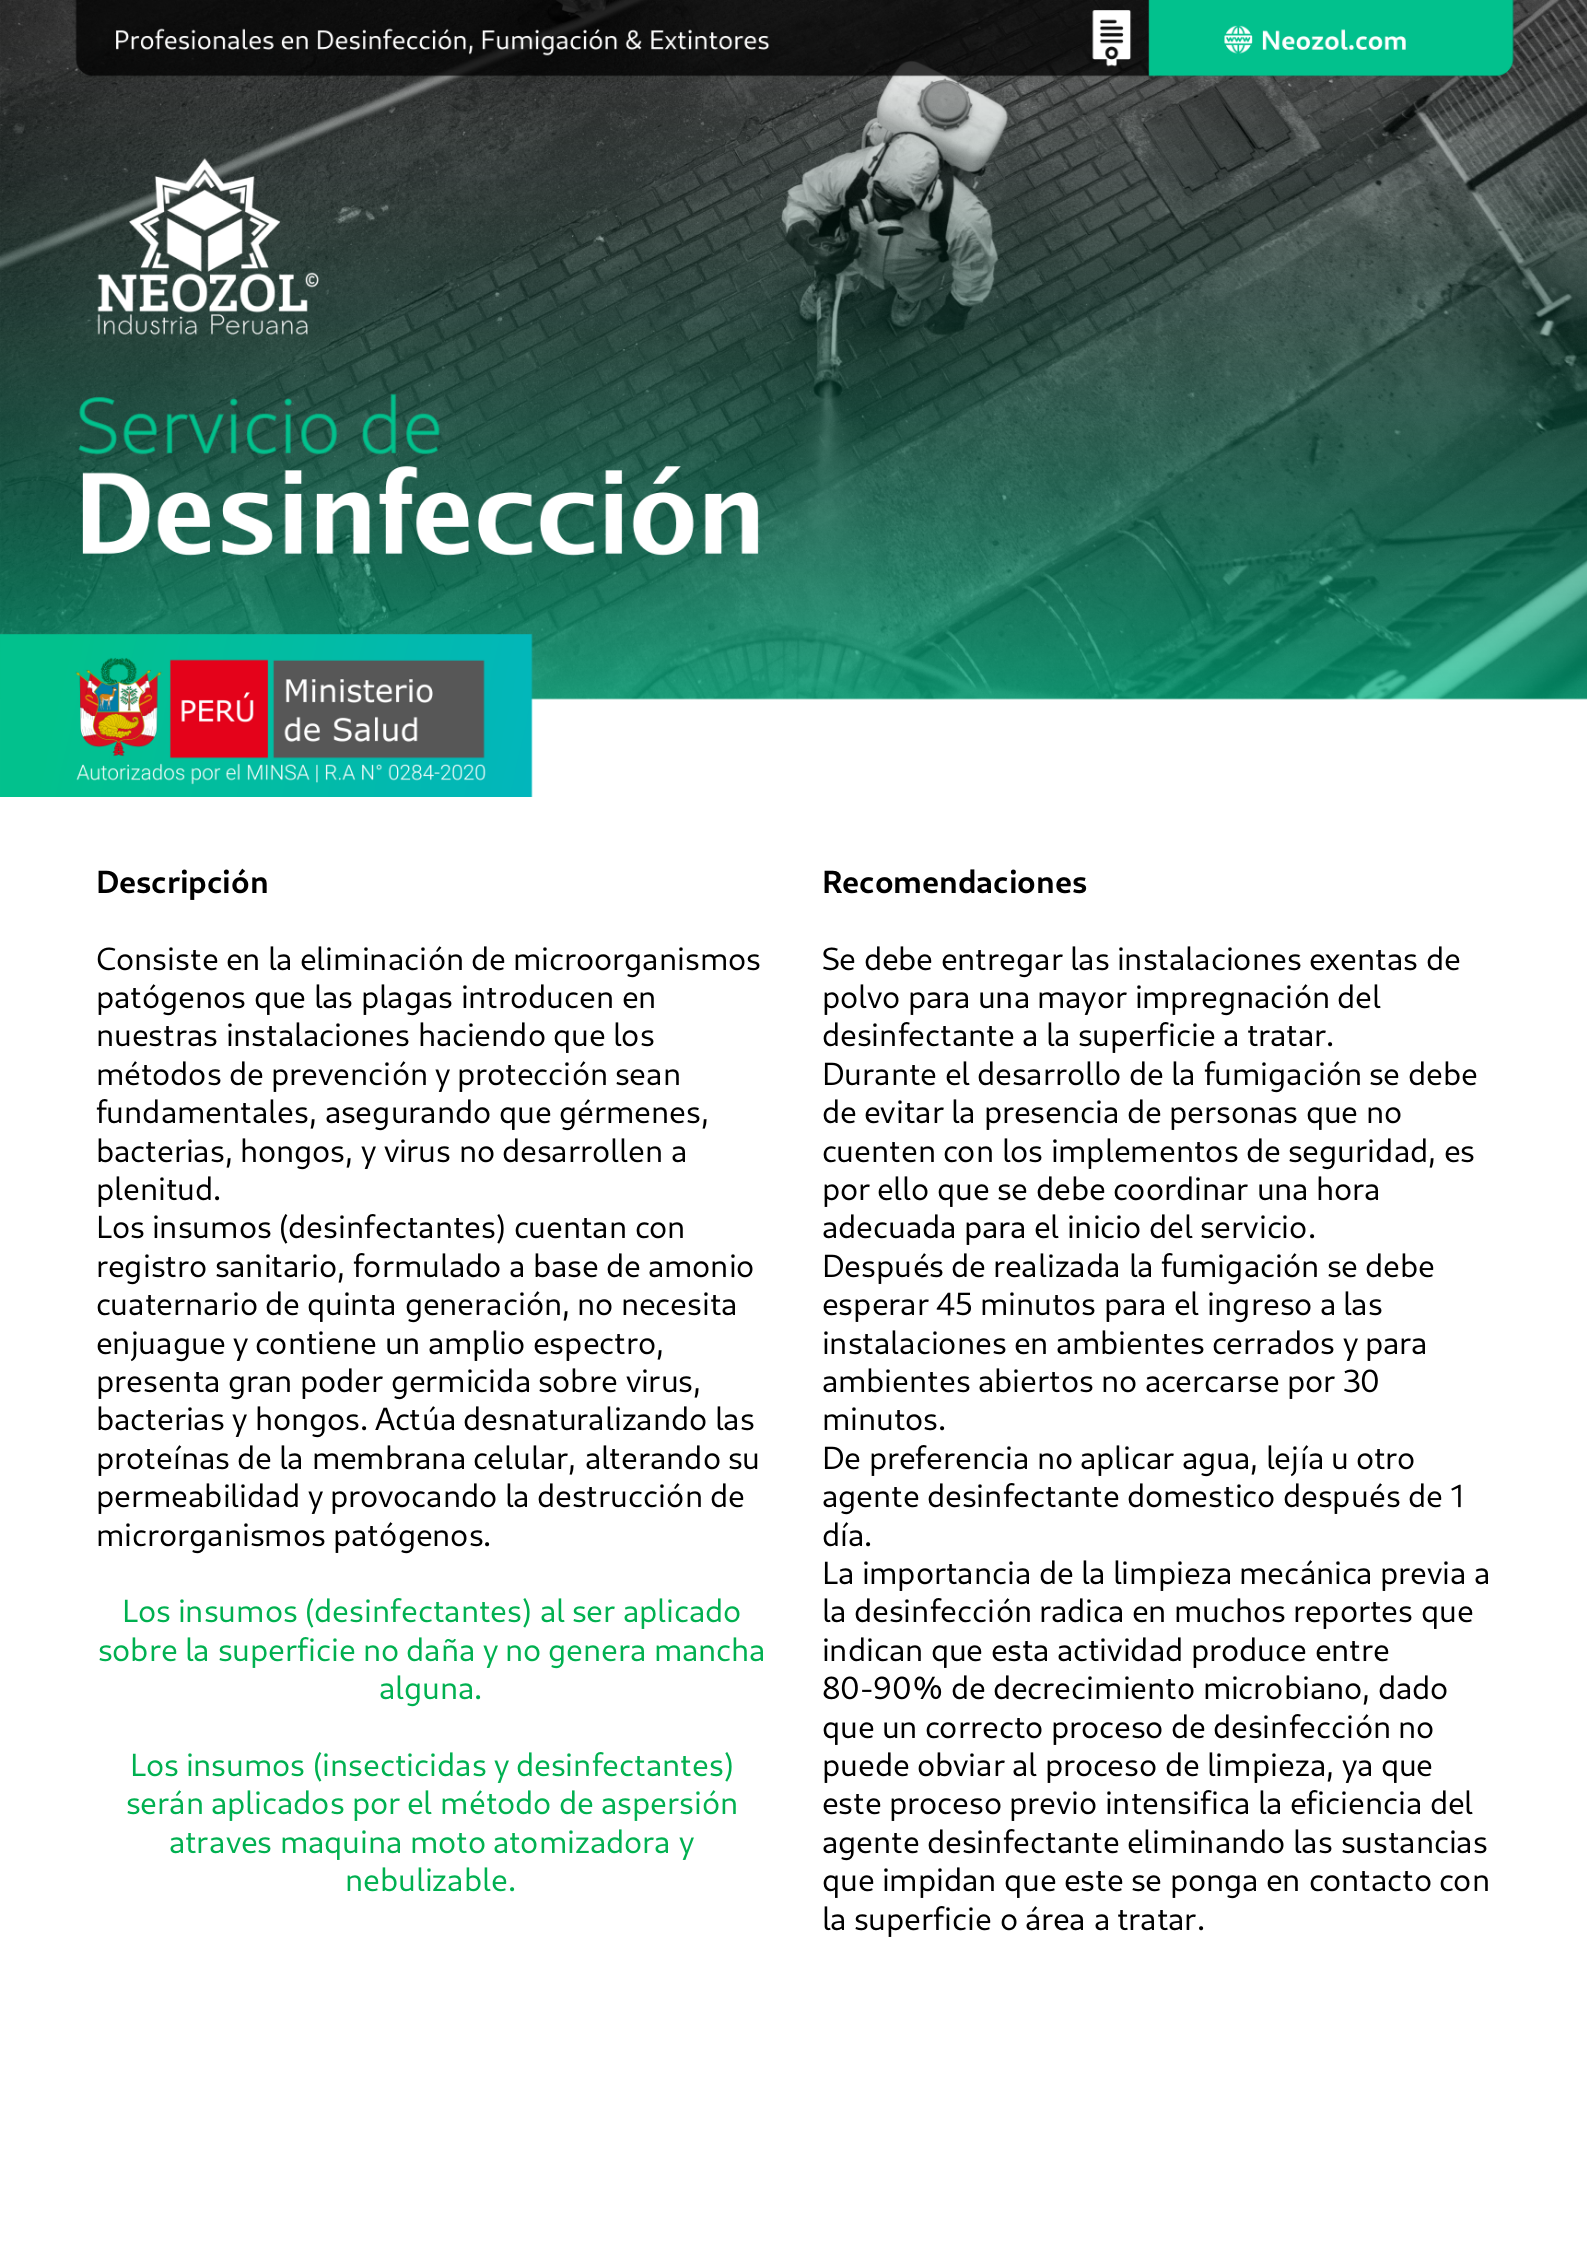 Profesionales en Desinfección, Fumigación & Extintores
Neozol.com
NEOZOL©
Industria Peruana
Servicio de
Desinfección
PERÚ
Ministerio
de Salud
Autorizados por el MINSA | R.A N° 0284-2020
Descripción
Consiste en la eliminación de microorganismos
patógenos que las plagas introducen en
nuestras instalaciones haciendo que los
métodos de prevención y protección sean
fundamentales, asegurando que gérmenes,
bacterias, hongos, y virus no desarrollen a
plenitud.
Los insumos (desinfectantes) cuentan con
registro sanitario, formulado a base de amonio
cuaternario de quinta generación, no necesita
enjuague y contiene un amplio espectro,
presenta gran poder germicida sobre virus,
bacterias y hongos. Actúa desnaturalizando las
proteínas de la membrana celular, alterando su
permeabilidad y provocando la destrucción de
microrganismos patógenos.
Los insumos (desinfectantes) al ser aplicado
sobre la superficie no daña y no genera mancha
alguna.
Los insumos (insecticidas y desinfectantes)
serán aplicados por el método de aspersión
atraves maquina moto atomizadora y
nebulizable.
Recomendaciones
Se debe entregar las instalaciones exentas de
polvo para una mayor impregnación del
desinfectante a la superficie a tratar.
Durante el desarrollo de la fumigación se debe
de evitar la presencia de personas que no
cuenten con los implementos de seguridad, es
por ello que se debe coordinar una hora
adecuada para el inicio del servicio.
Después de realizada la fumigación se debe
esperar 45 minutos para el ingreso a las
instalaciones en ambientes cerrados y para
ambientes abiertos no acercarse por 30
minutos.
De preferencia no aplicar agua, lejía u otro
agente desinfectante domestico después de 1
día.
La importancia de la limpieza mecánica previa a
la desinfección radica en muchos reportes que
indican que esta actividad produce entre
80-90% de decrecimiento microbiano, dado
que un correcto proceso de desinfección no
puede obviar al proceso de limpieza, ya que
este proceso previo intensifica la eficiencia del
agente desinfectante eliminando las sustancias
que impidan que este se ponga en contacto con
la superficie o área a tratar.